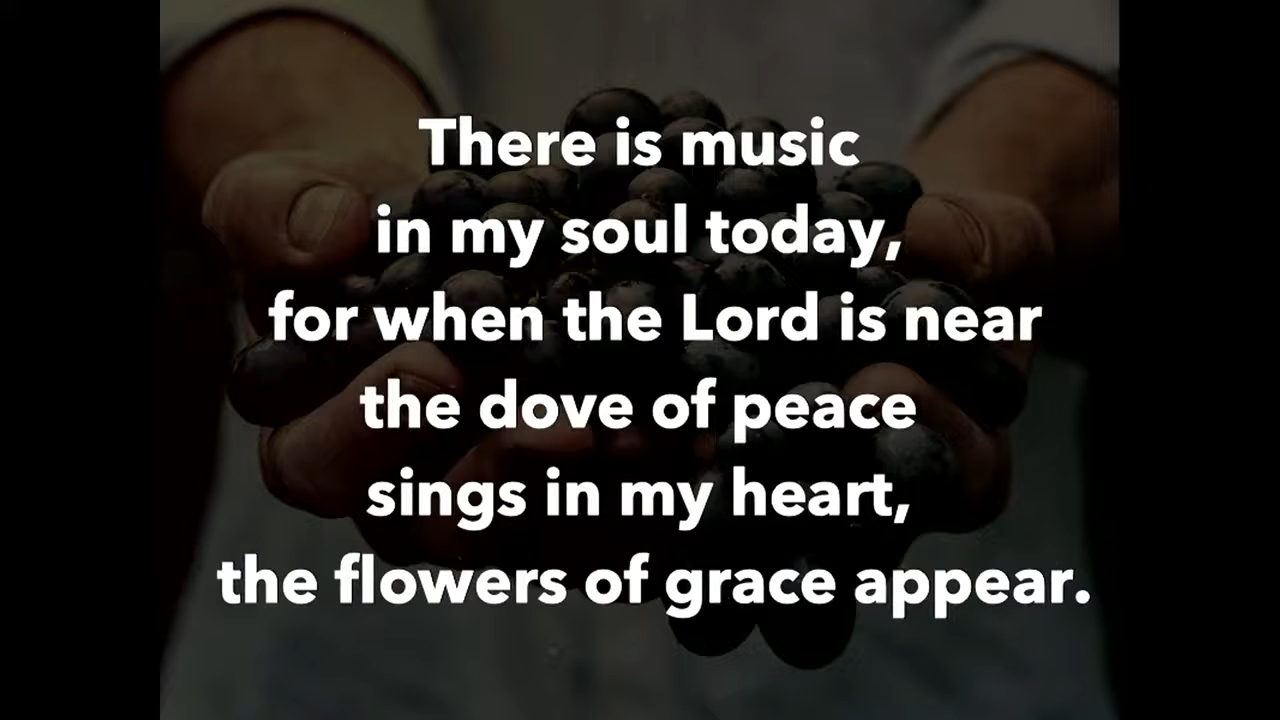 There is music
in my soul today,
for when the Lord is near
the dove of peace
sings in my heart,
the flowers of grace appear.